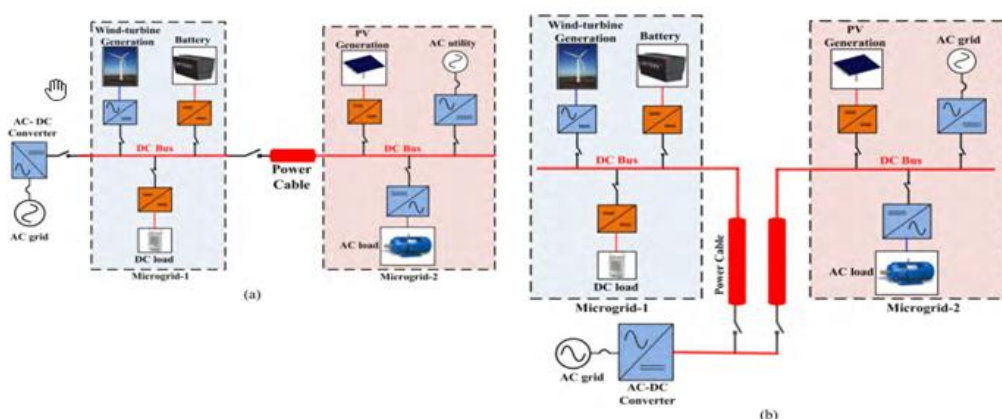 Wind-turbine
Generation
Battery
PV
Generation
AC utility
AC- DC
Converter
DC Bus
DC Bus
Power
Cable
AC grid
DC load
AC load
Microgrid-1
Microgrid-2
(a)
Wind-turbine
Generation
Battery
PV
Generation
AC grid
DC Bus
DC Bus
Power Cable
DC load
AC load
Microgrid-1
Microgrid-2
AC grid
AC-DC
Converter
(b)